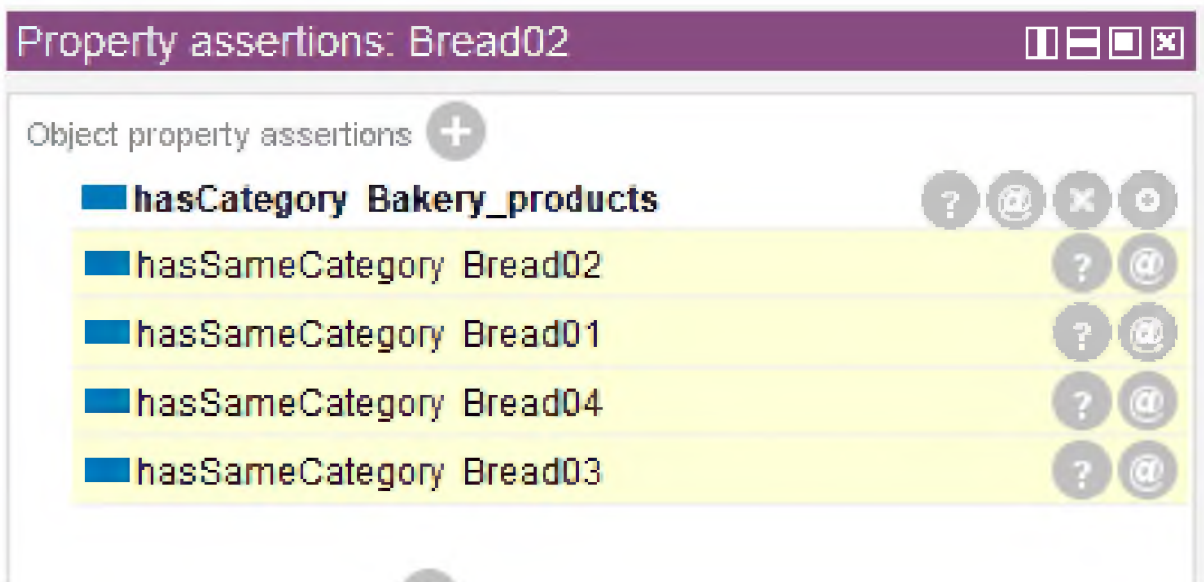 Property assertions: Bread02
Object property assertions
hasCategory Bakery_products
hasSameCategory Bread02
hasSameCategory Bread01
hasSameCategory Bread04
hasSameCategory Bread03